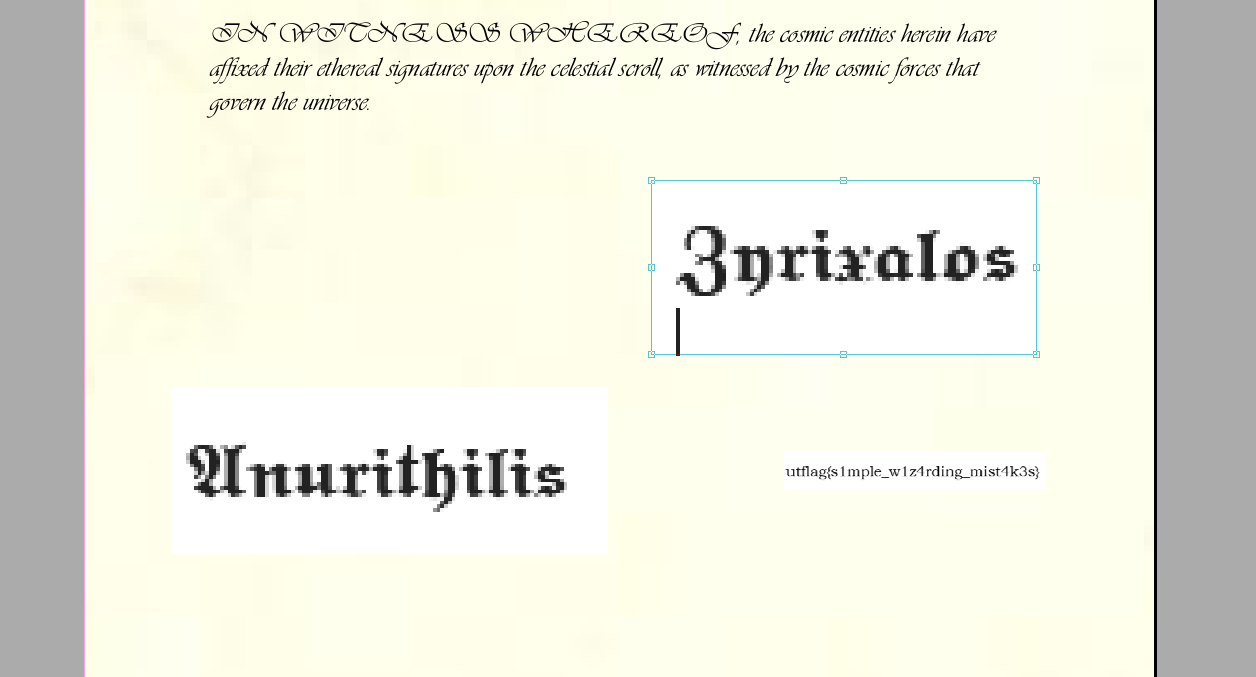 IN WITNESS WHEREOF, the cosmic entities herein have
affixed their ethereal signatures upon the celestial scroll, as witnessed by the cosmic forces that
govern the universe.
Zyrixalos
Anurithilis
utflag{s1mple_w1z4rding_mist4k3s}